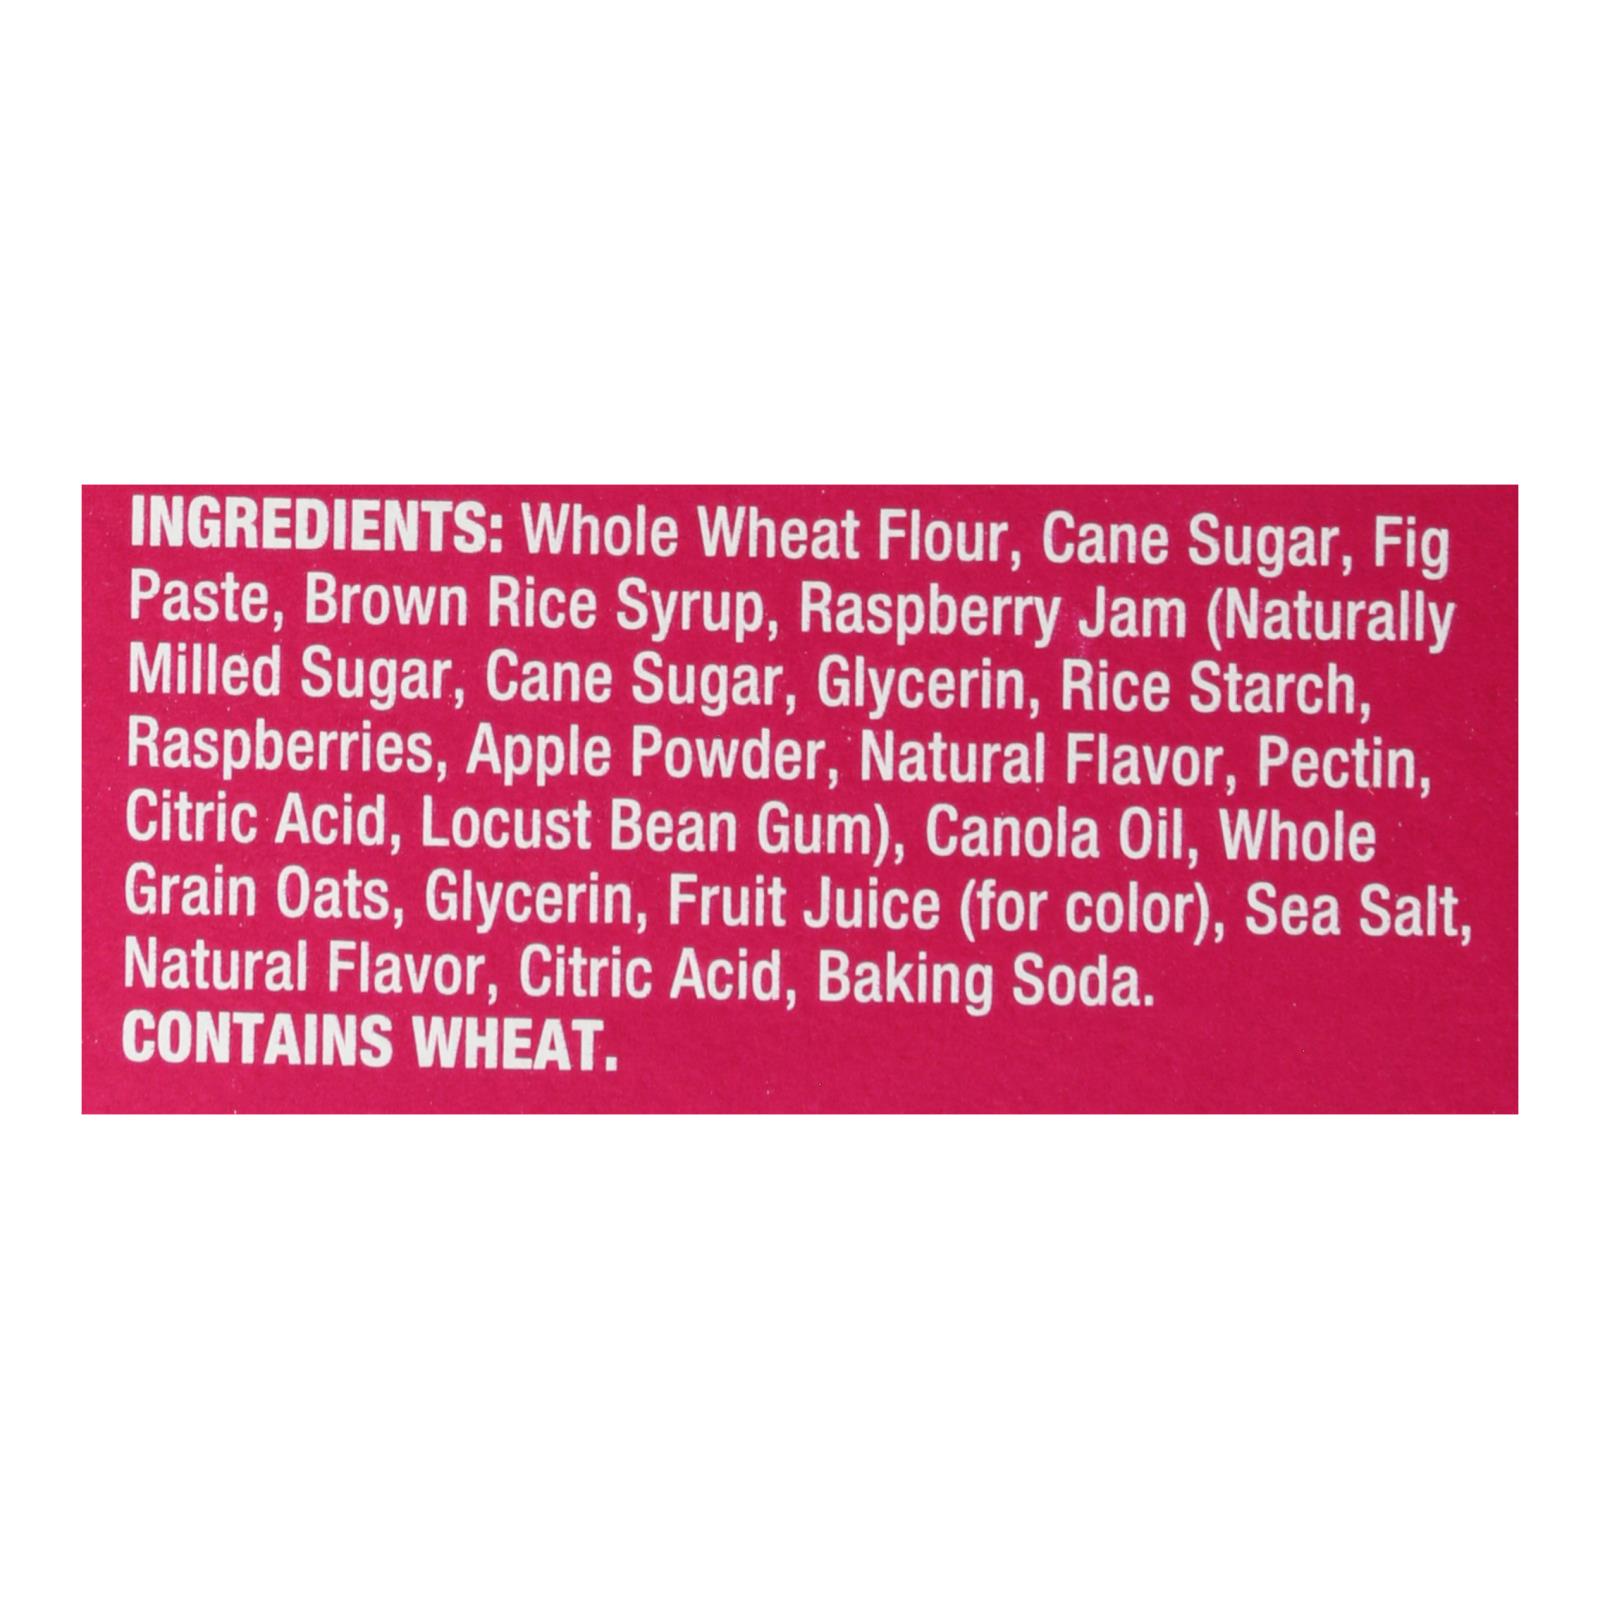 INGREDIENTS: Whole Wheat Flour, Cane Sugar, Fig
Paste, Brown Rice Syrup, Raspberry Jam (Naturally
Milled Sugar, Cane Sugar, Glycerin, Rice Starch,
Raspberries, Apple Powder, Natural Flavor, Pectin,
Citric Acid, Locust Bean Gum), Canola Oil, Whole
Grain Oats, Glycerin, Fruit Juice (for color), Sea Salt,
Natural Flavor, Citric Acid, Baking Soda.
CONTAINS WHEAT.